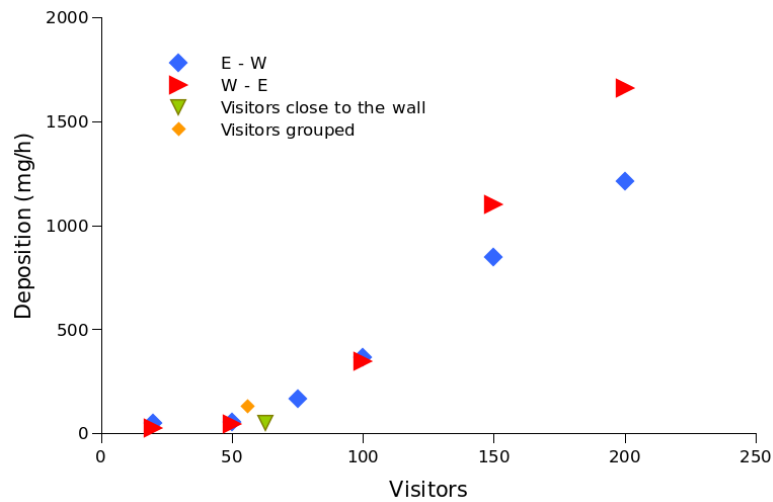 2000
1500
1000
500
0
Deposition (mg/h)
E - W
W - E
Visitors close to the wall
Visitors grouped
0 50 100 150 200 250
Visitors